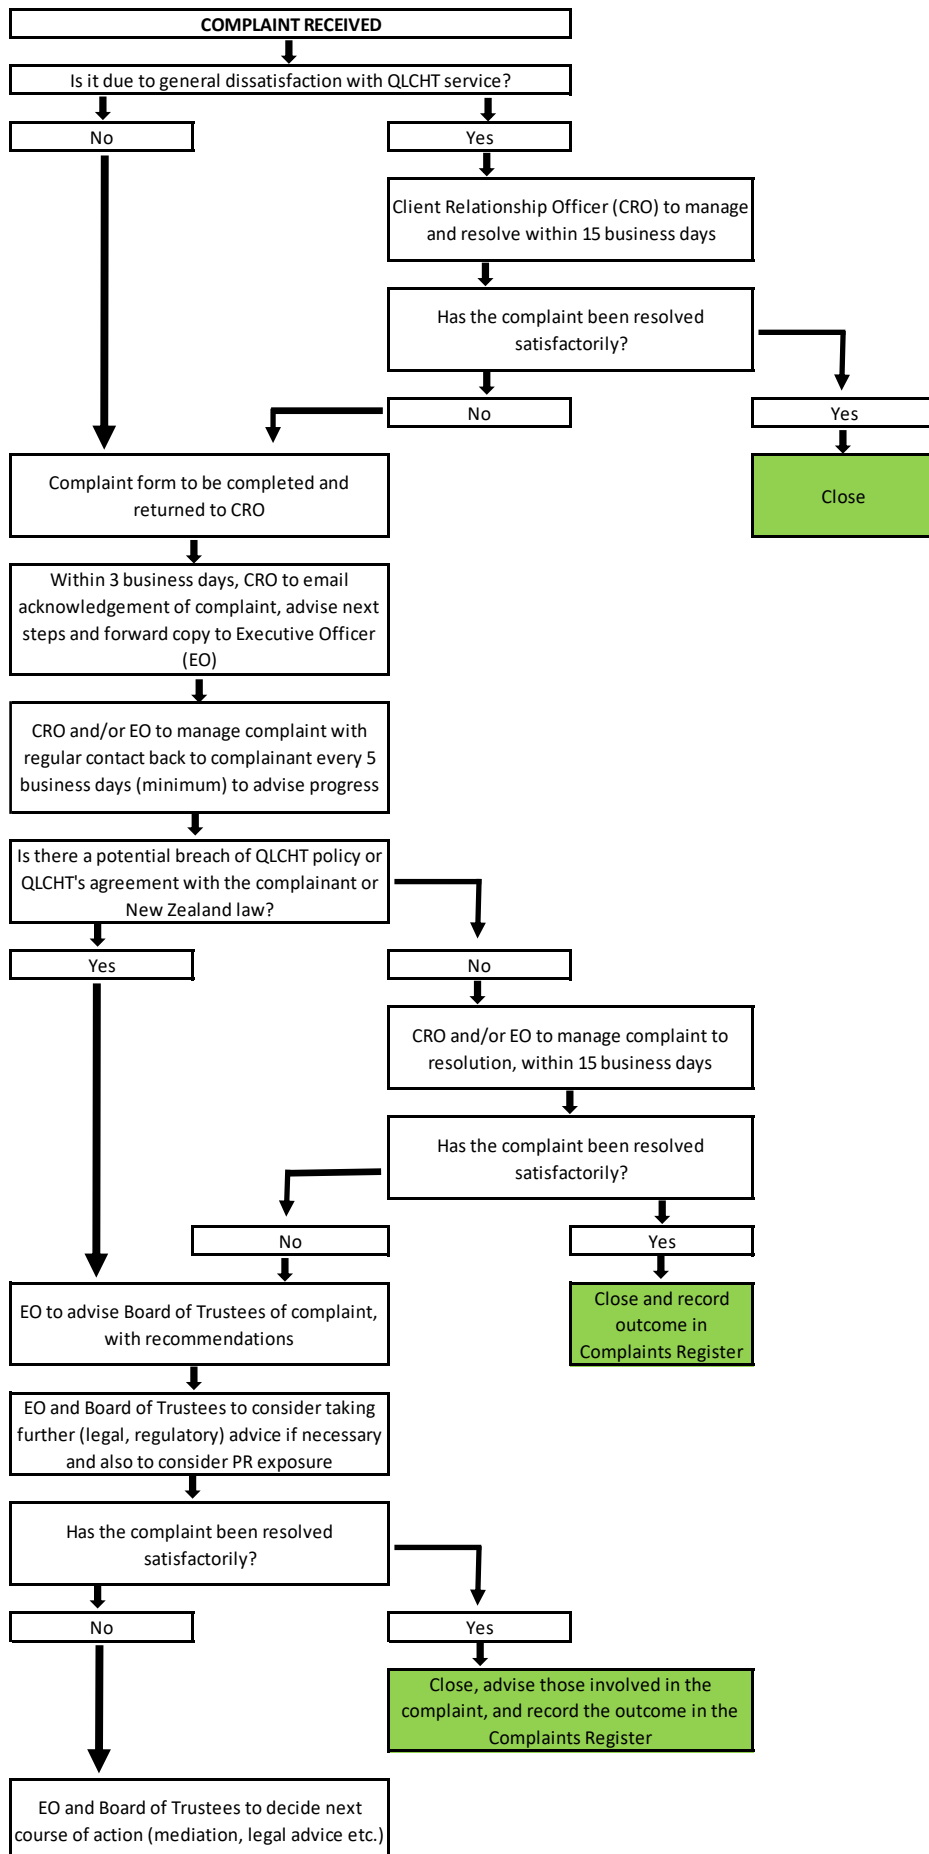 COMPLAINT RECEIVED
Is it due to general dissatisfaction with QLCHT service?
No
Yes
Client Relationship Officer (CRO) to manage
and resolve within 15 business days
Has the complaint been resolved
satisfactorily?
No
Yes
Complaint form to be completed and
returned to CRO
Close
Within 3 business days, CRO to email
acknowledgement of complaint, advise next
steps and forward copy to Executive Officer
(EO)
CRO and/or EO to manage complaint with
regular contact back to complainant every 5
business days (minimum) to advise progress
Is there a potential breach of QLCHT policy or
QLCHT's agreement with the complainant or
New Zealand law?
Yes
No
CRO and/or EO to manage complaint to
resolution, within 15 business days
Has the complaint been resolved
satisfactorily?
No
Yes
EO to advise Board of Trustees of complaint,
with recommendations
Close and record
outcome in
Complaints Register
EO and Board of Trustees to consider taking
further (legal, regulatory) advice if necessary
and also to consider PR exposure
Has the complaint been resolved
satisfactorily?
No
Yes
Close, advise those involved in the
complaint, and record the outcome in the
Complaints Register
EO and Board of Trustees to decide next
course of action (mediation, legal advice etc.)